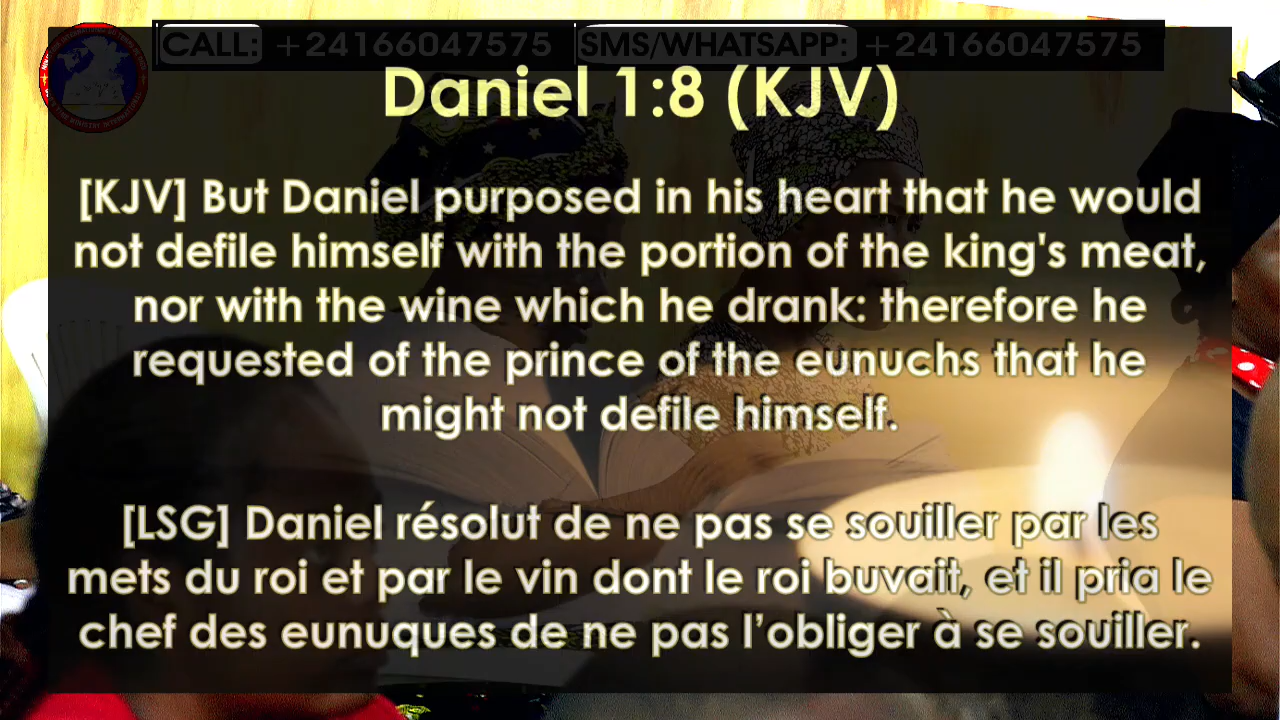 CALL: +24166047575 SMS/WHATSAPP: +24166047575
Daniel 1:8 (KJV)
[KJV] But Daniel purposed in his heart that he would
not defile himself with the portion of the king's meat,
nor with the wine which he drank: therefore he
requested of the prince of the eunuchs that he
might not defile himself.
[LSG] Daniel résolut de ne pas se souiller par les
mets du roi et par le vin dont le roi buvait, et il pria le
chef des eunuques de ne pas l’obliger à se souiller.